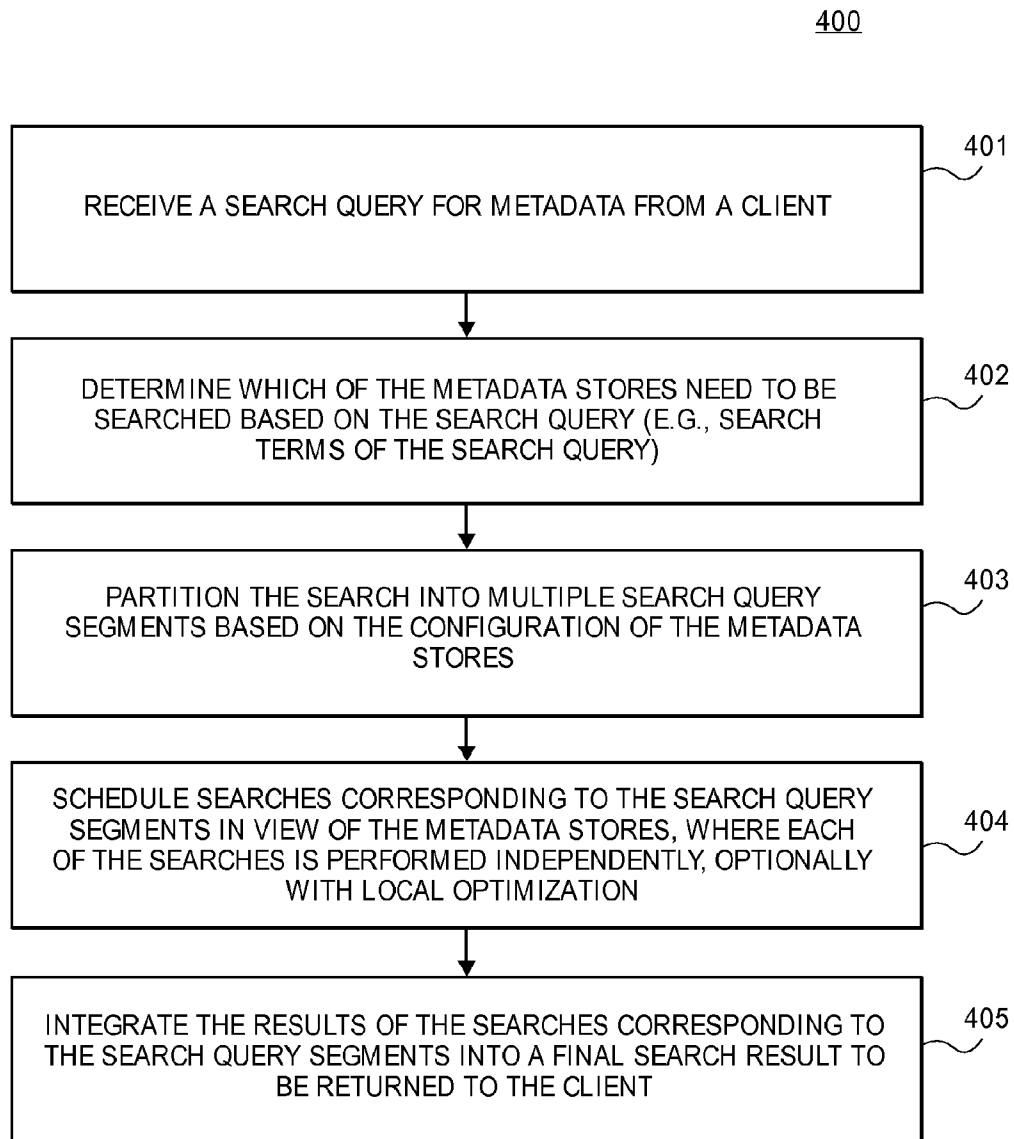 400
401
RECEIVE A SEARCH QUERY FOR METADATA FROM A CLIENT
402
DETERMINE WHICH OF THE METADATA STORES NEED TO BE
SEARCHED BASED ON THE SEARCH QUERY (E.G., SEARCH
TERMS OF THE SEARCH QUERY)
403
PARTITION THE SEARCH INTO MULTIPLE SEARCH QUERY
SEGMENTS BASED ON THE CONFIGURATION OF THE METADATA
STORES
404
SCHEDULE SEARCHES CORRESPONDING TO THE SEARCH QUERY
SEGMENTS IN VIEW OF THE METADATA STORES, WHERE EACH
OF THE SEARCHES IS PERFORMED INDEPENDENTLY, OPTIONALLY
WITH LOCAL OPTIMIZATION
405
INTEGRATE THE RESULTS OF THE SEARCHES CORRESPONDING TO
THE SEARCH QUERY SEGMENTS INTO A FINAL SEARCH RESULT TO
BE RETURNED TO THE CLIENT